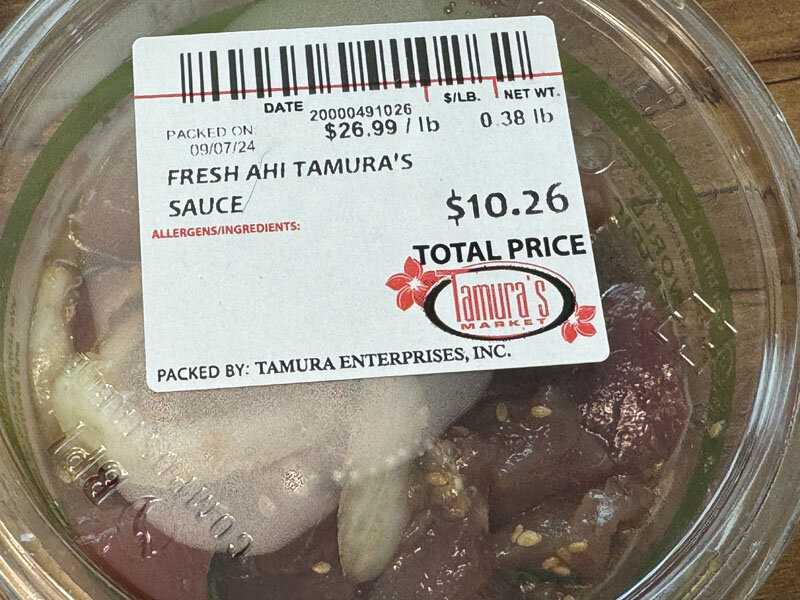 DATE $/LB. NET WT.
PACKED ON: 20000491026
09/07/24 $26.99 / lb 0.38 lb
FRESH AHI TAMURA'S
SAUCE
$10.26
ALLERGENS/INGREDIENTS:
TOTAL PRICE
Tamura's
MARKET
PACKED BY: TAMURA ENTERPRISES, INC.
BPI